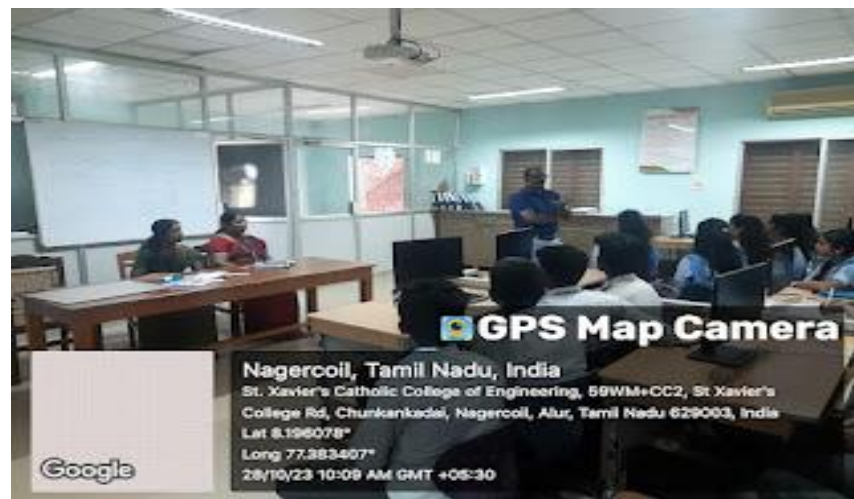 GPS Map Camera
Nagercoil, Tamil Nadu, India
St. Xavier's Catholic College of Engineering, 59WM+CC2, St Xavier's
College Rd, Chunkankadai, Nagercoil, Alur, Tamil Nadu 629003, India
Lat 8.196078°
Long 77.383407°
28/10/23 10:09 AM GMT +05:30
Google